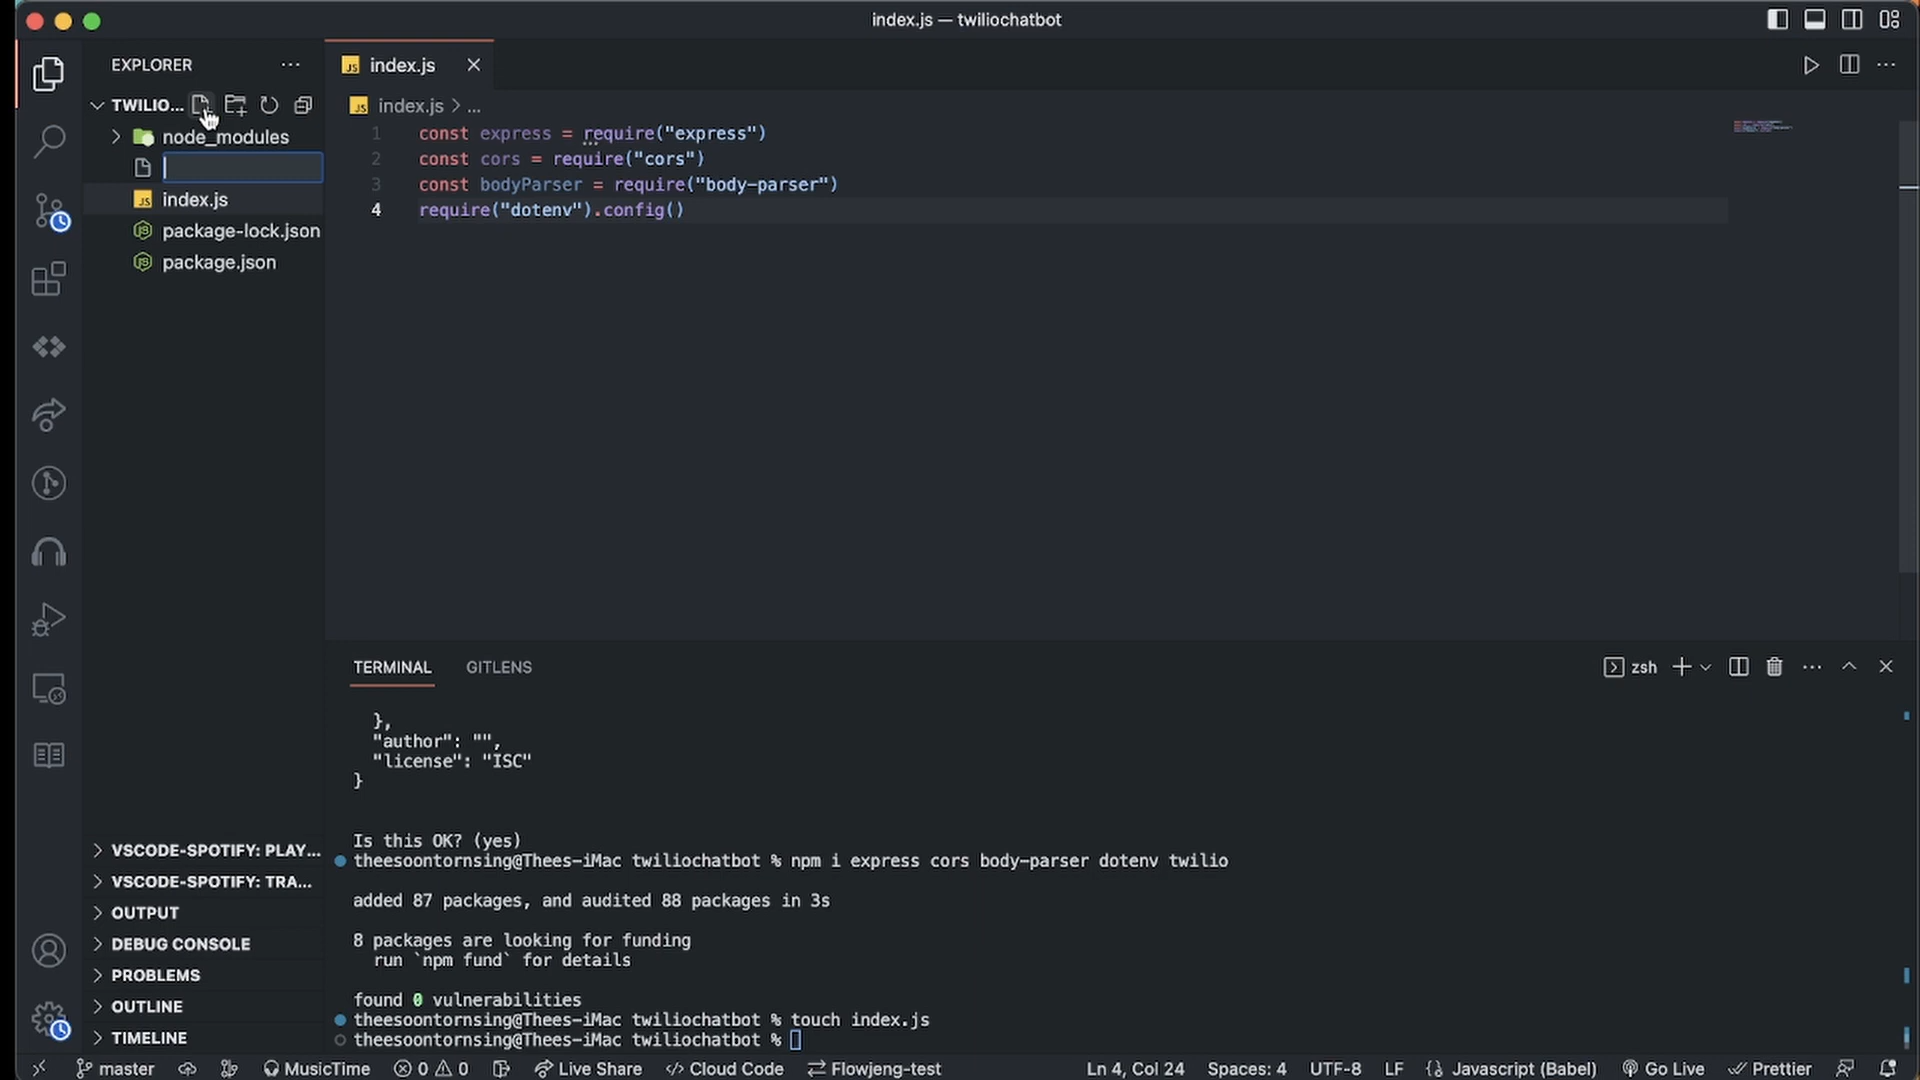 index.js — twiliochatbot
EXPLORER
index.js
TWILIO...
index.js > ...
node_modules
index.js
package-lock.json
package.json
1 const express = require("express")
2 const cors = require("cors")
3 const bodyParser = require("body-parser")
4 require("dotenv").config()
TERMINAL GITLENS
zsh
},
"author": "",
"license": "ISC"
}
Is this OK? (yes)
theesoontornsing@Thees-iMac twiliochatbot % npm i express cors body-parser dotenv twilio
added 87 packages, and audited 88 packages in 3s
8 packages are looking for funding
run `npm fund` for details
found 0 vulnerabilities
theesoontornsing@Thees-iMac twiliochatbot % touch index.js
theesoontornsing@Thees-iMac twiliochatbot %
VSCODE-SPOTIFY: PLAY...
VSCODE-SPOTIFY: TRA...
OUTPUT
DEBUG CONSOLE
PROBLEMS
OUTLINE
TIMELINE
master MusicTime 0 0 Live Share </> Cloud Code Flowjeng-test Ln 4, Col 24 Spaces: 4 UTF-8 LF Javascript (Babel) Go Live Prettier